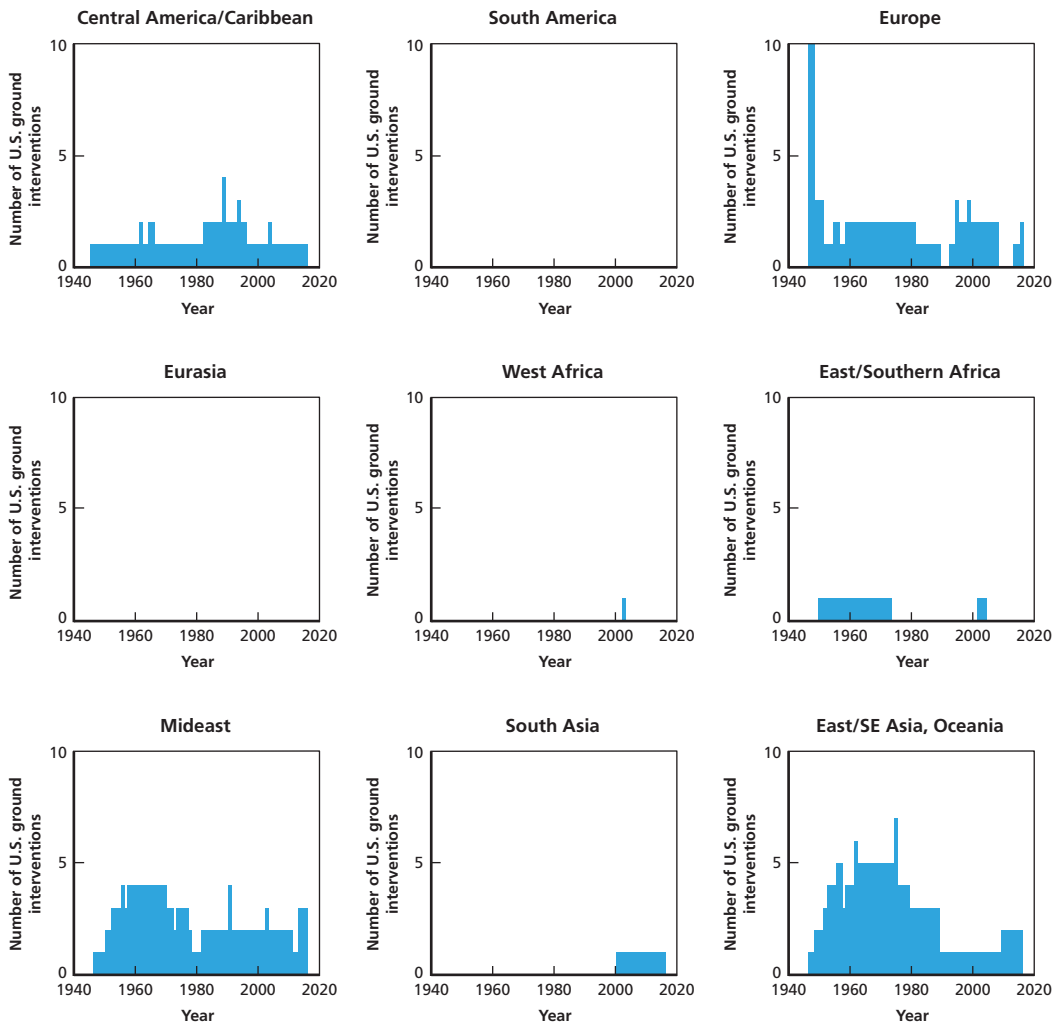 Central America/Caribbean
Number of U.S. ground
interventions
10
5
0
1940 1960 1980 2000 2020
Year
South America
Number of U.S. ground
interventions
10
5
0
1940 1960 1980 2000 2020
Year
Europe
Number of U.S. ground
interventions
10
5
0
1940 1960 1980 2000 2020
Year
Eurasia
Number of U.S. ground
interventions
10
5
0
1940 1960 1980 2000 2020
Year
West Africa
Number of U.S. ground
interventions
10
5
0
1940 1960 1980 2000 2020
Year
East/Southern Africa
Number of U.S. ground
interventions
10
5
0
1940 1960 1980 2000 2020
Year
Mideast
Number of U.S. ground
interventions
10
5
0
1940 1960 1980 2000 2020
Year
South Asia
Number of U.S. ground
interventions
10
5
0
1940 1960 1980 2000 2020
Year
East/SE Asia, Oceania
Number of U.S. ground
interventions
10
5
0
1940 1960 1980 2000 2020
Year